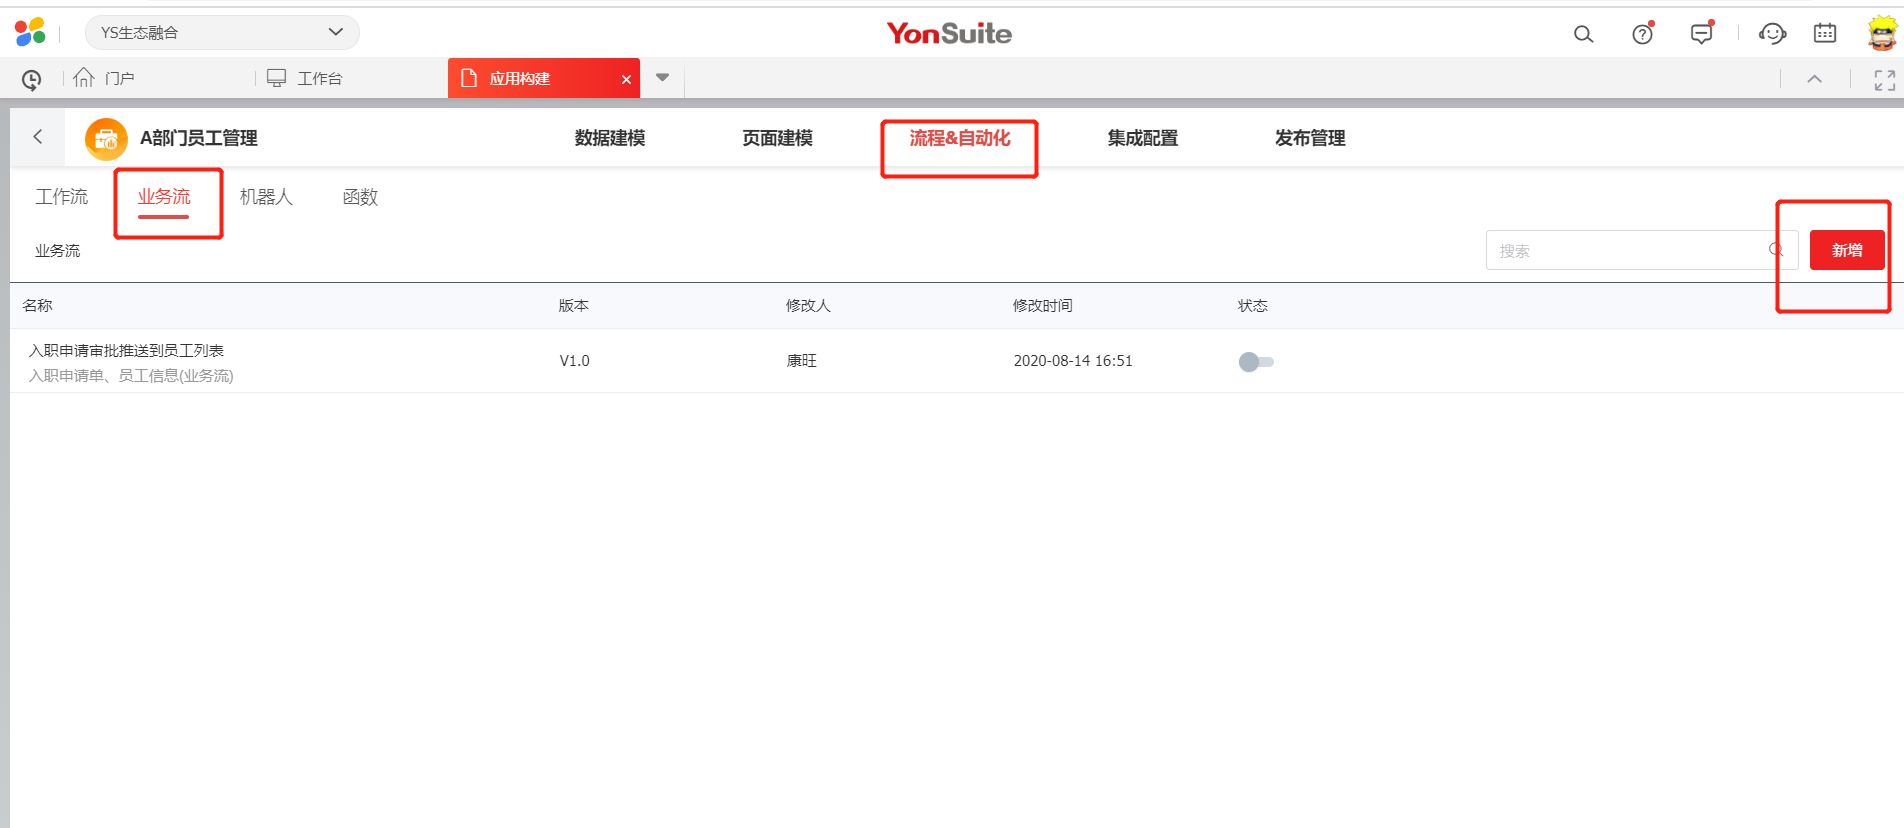 YS生态融合
YonSuite
门户
工作台
应用构建
A部门员工管理
数据建模
页面建模
流程&自动化
集成配置
发布管理
工作流
业务流
机器人
函数
业务流
搜索
新增
名称
版本
修改人
修改时间
状态
入职申请审批推送到员工列表
入职申请单、员工信息(业务流)
V1.0
康旺
2020-08-14 16:51